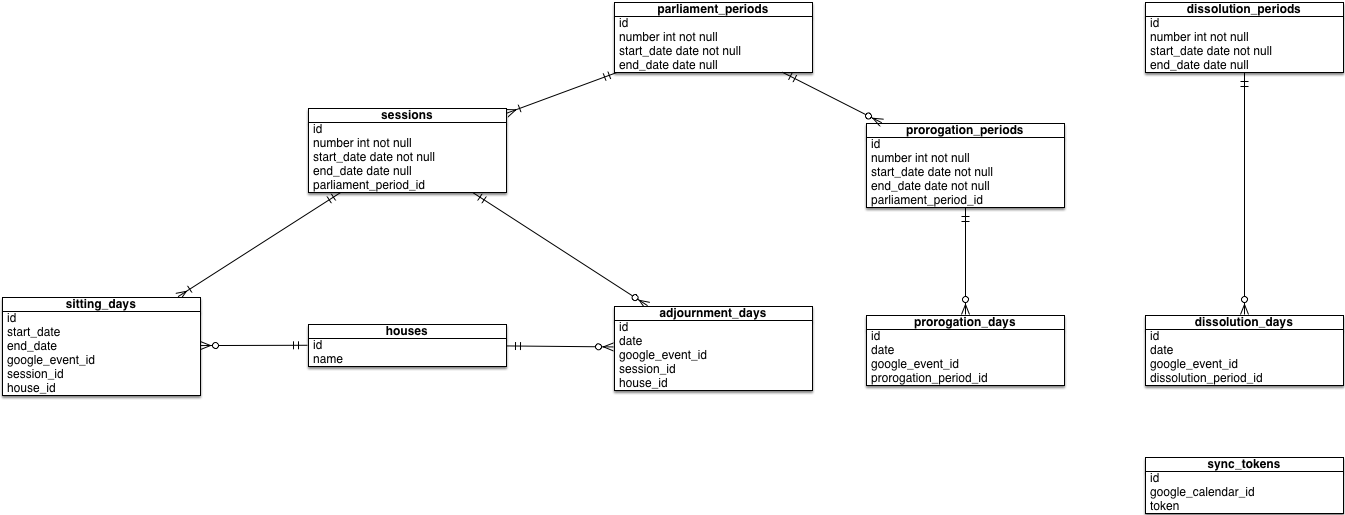 parliament_periods
id
number int not null
start_date date not null
end_date date null
dissolution_periods
id
number int not null
start_date date not null
end_date date null
sessions
id
number int not null
start_date date not null
end_date date null
parliament_period_id
prorogation_periods
id
number int not null
start_date date not null
end_date date not null
parliament_period_id
sitting_days
id
start_date
end_date
google_event_id
session_id
house_id
houses
id
name
adjournment_days
id
date
google_event_id
session_id
house_id
prorogation_days
id
date
google_event_id
prorogation_period_id
dissolution_days
id
date
google_event_id
dissolution_period_id
sync_tokens
id
google_calendar_id
token